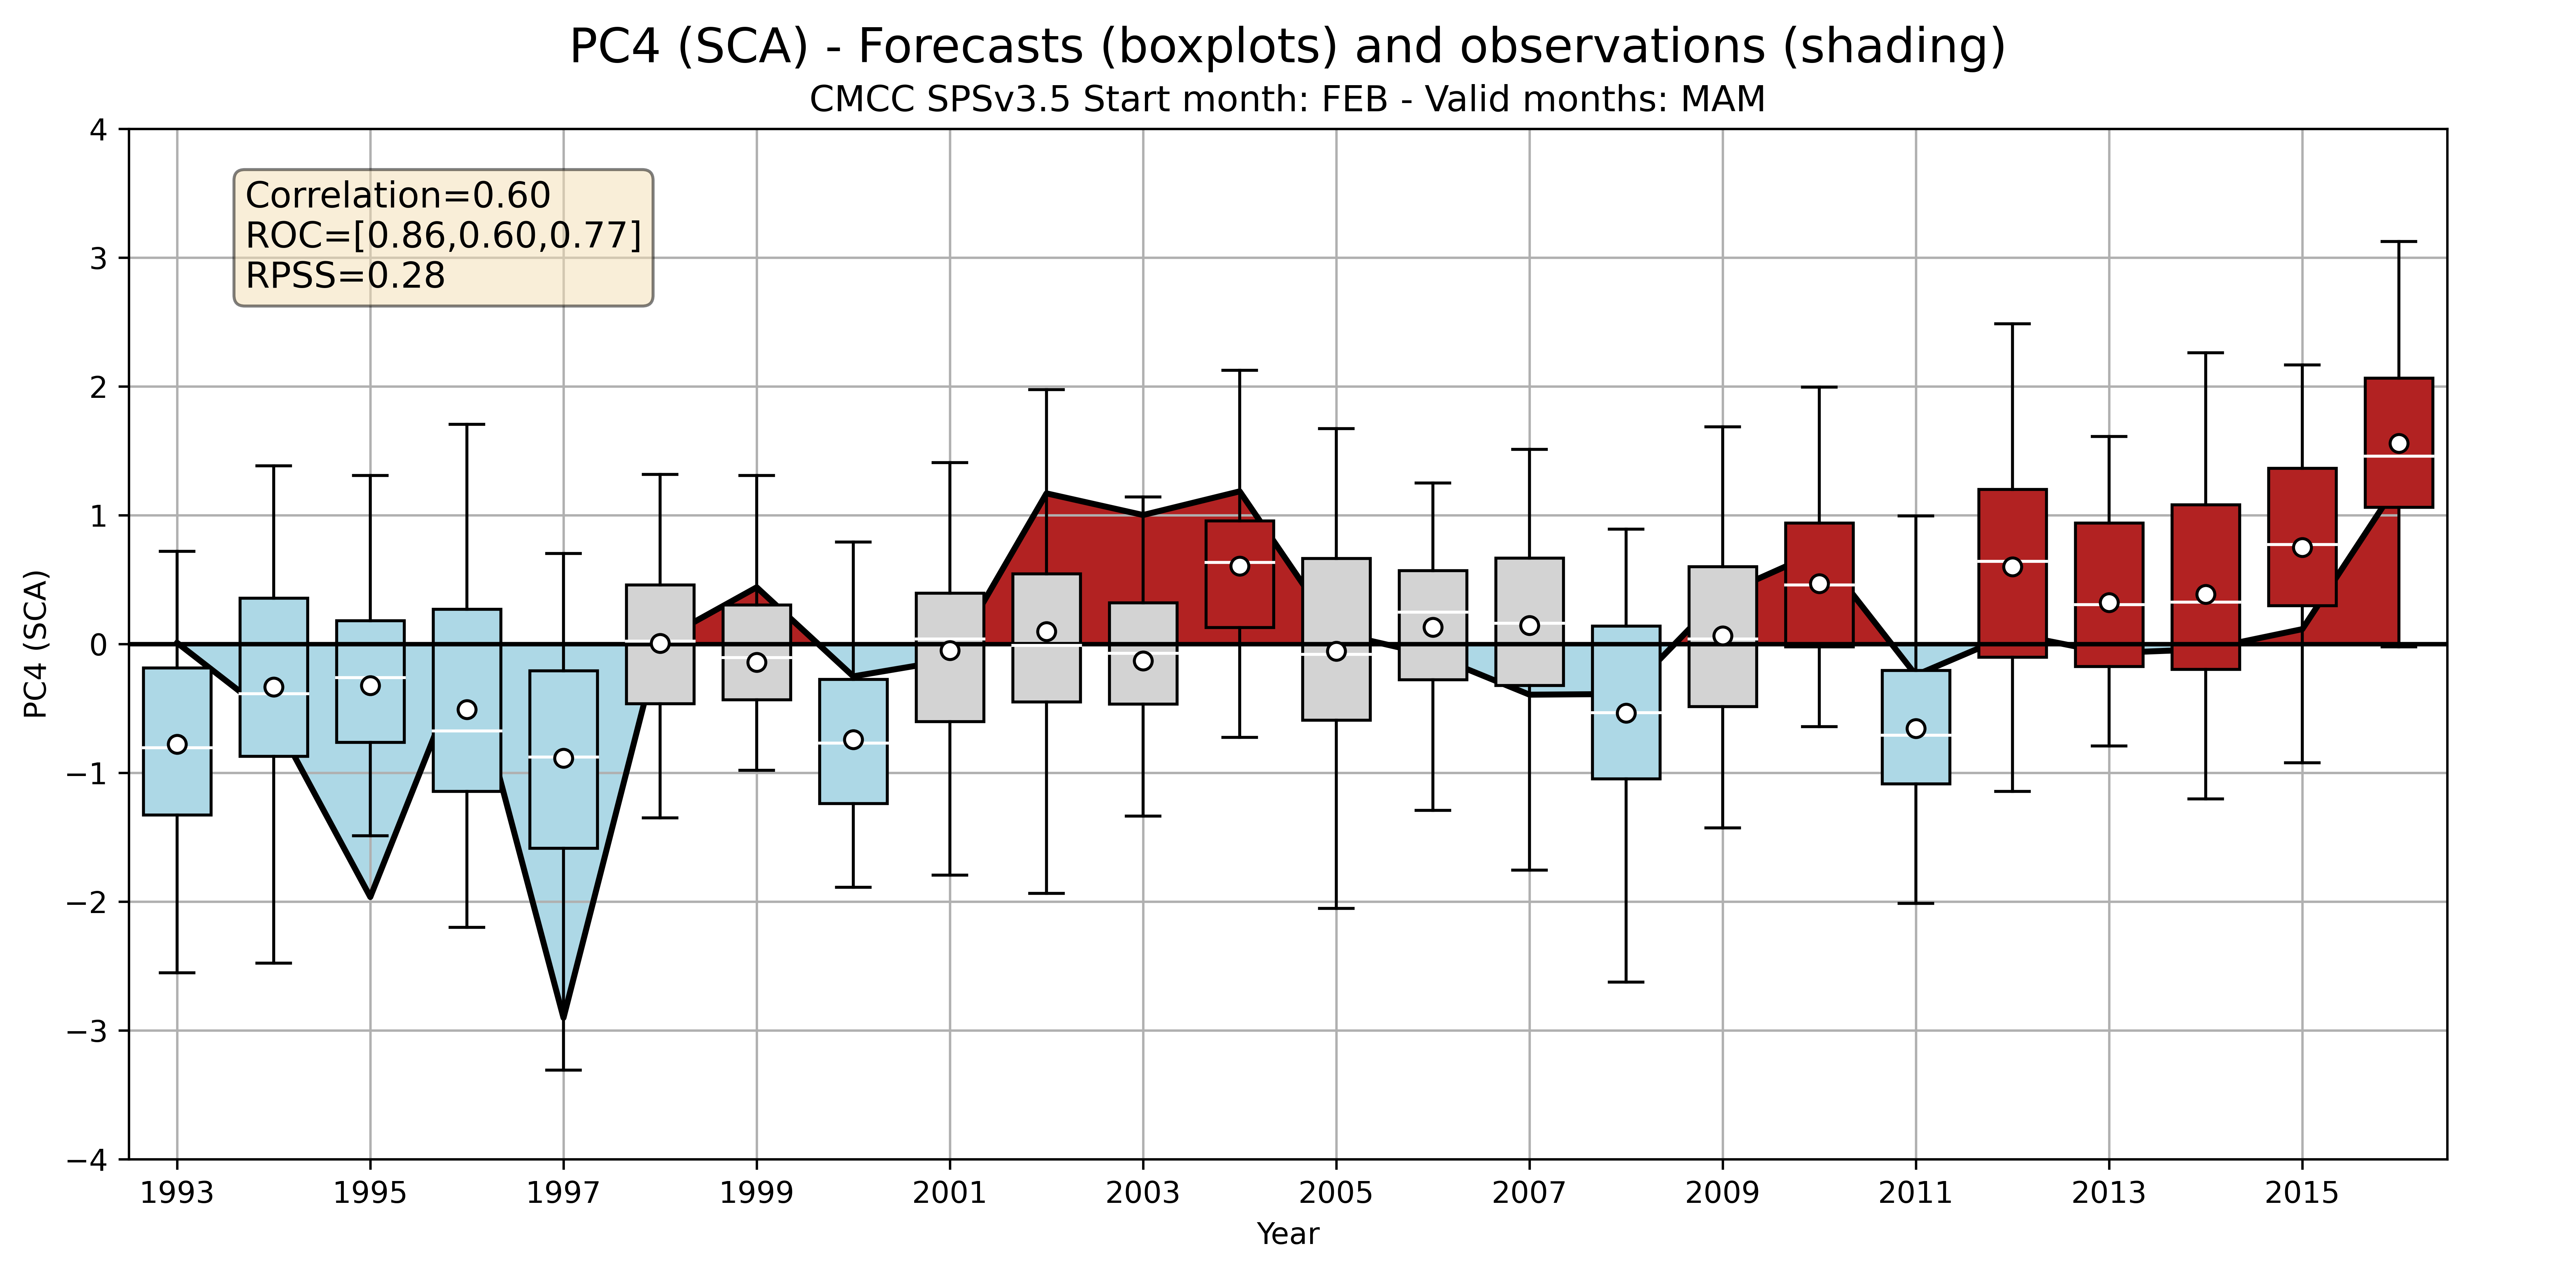 PC4 (SCA) - Forecasts (boxplots) and observations (shading)
CMCC SPSv3.5 Start month: FEB - Valid months: MAM
Correlation=0.60
ROC=[0.86,0.60,0.77]
RPSS=0.28
PC4 (SCA)
4
3
2
1
0
−1
−2
−3
−4
1993 1995 1997 1999 2001 2003 2005 2007 2009 2011 2013 2015
Year